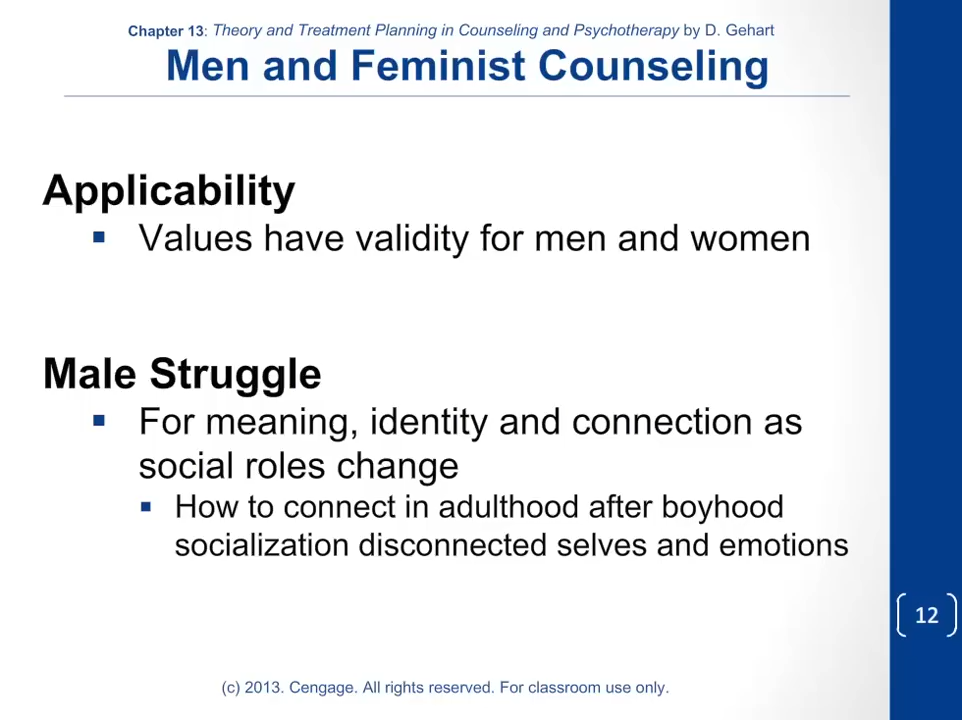 Chapter 13: Theory and Treatment Planning in Counseling and Psychotherapy by D. Gehart
Men and Feminist Counseling
Applicability
▪ Values have validity for men and women
Male Struggle
▪ For meaning, identity and connection as
social roles change
▪ How to connect in adulthood after boyhood
socialization disconnected selves and emotions
12
(c) 2013. Cengage. All rights reserved. For classroom use only.